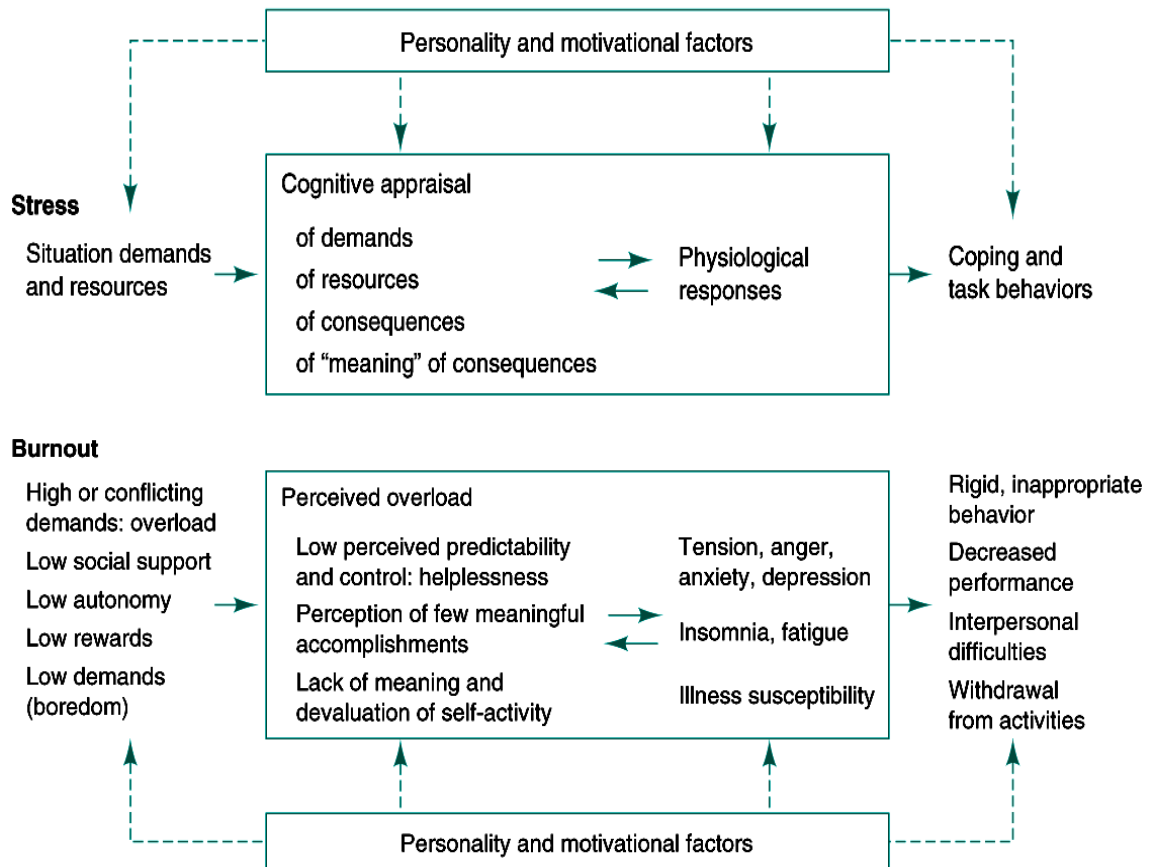 Personality and motivational factors
Stress
Situation demands
and resources
Cognitive appraisal
of demands
of resources
of consequences
of “meaning” of consequences
Physiological
responses
Coping and
task behaviors
Burnout
High or conflicting
demands: overload
Low social support
Low autonomy
Low rewards
Low demands
(boredom)
Perceived overload
Low perceived predictability
and control: helplessness
Perception of few meaningful
accomplishments
Lack of meaning and
devaluation of self-activity
Tension, anger,
anxiety, depression
Insomnia, fatigue
Illness susceptibility
Rigid, inappropriate
behavior
Decreased
performance
Interpersonal
difficulties
Withdrawal
from activities
Personality and motivational factors